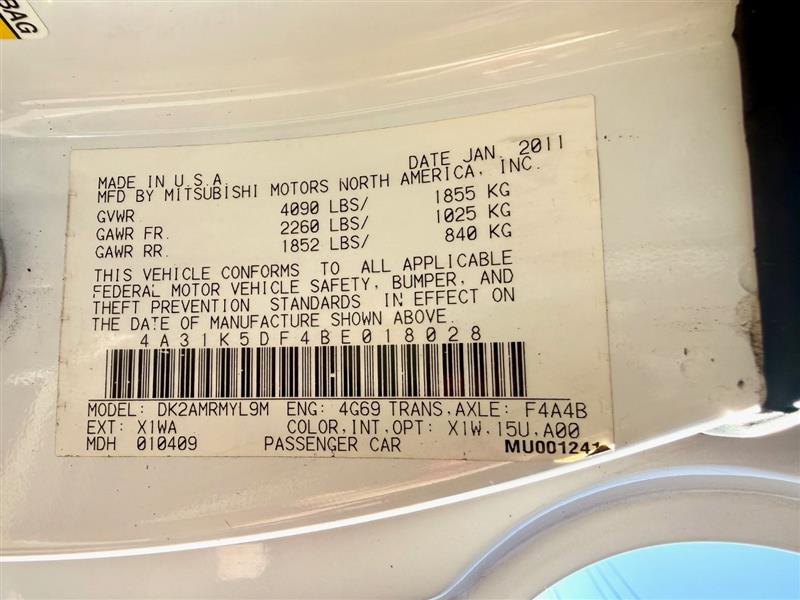 BAG
DATE JAN. 2011
MADE IN U.S.A.
MFD BY MITSUBISHI MOTORS NORTH AMERICA, INC.
GVWR 4090 LBS/ 1855 KG
GAWR FR. 2260 LBS/ 1025 KG
GAWR RR. 1852 LBS/ 840 KG
THIS VEHICLE CONFORMS TO ALL APPLICABLE
FEDERAL MOTOR VEHICLE SAFETY, BUMPER, AND
THEFT PREVENTION STANDARDS IN EFFECT ON
THE DATE OF MANUFACTURE SHOWN ABOVE.
4A31K5DF4BE018028
MODEL: DK2AMRMYL9M ENG: 4G69 TRANS.AXLE: F4A4B
EXT: X1WA COLOR.INT.OPT: X1W.15U.A00
MDH 010409 PASSENGER CAR MU001241